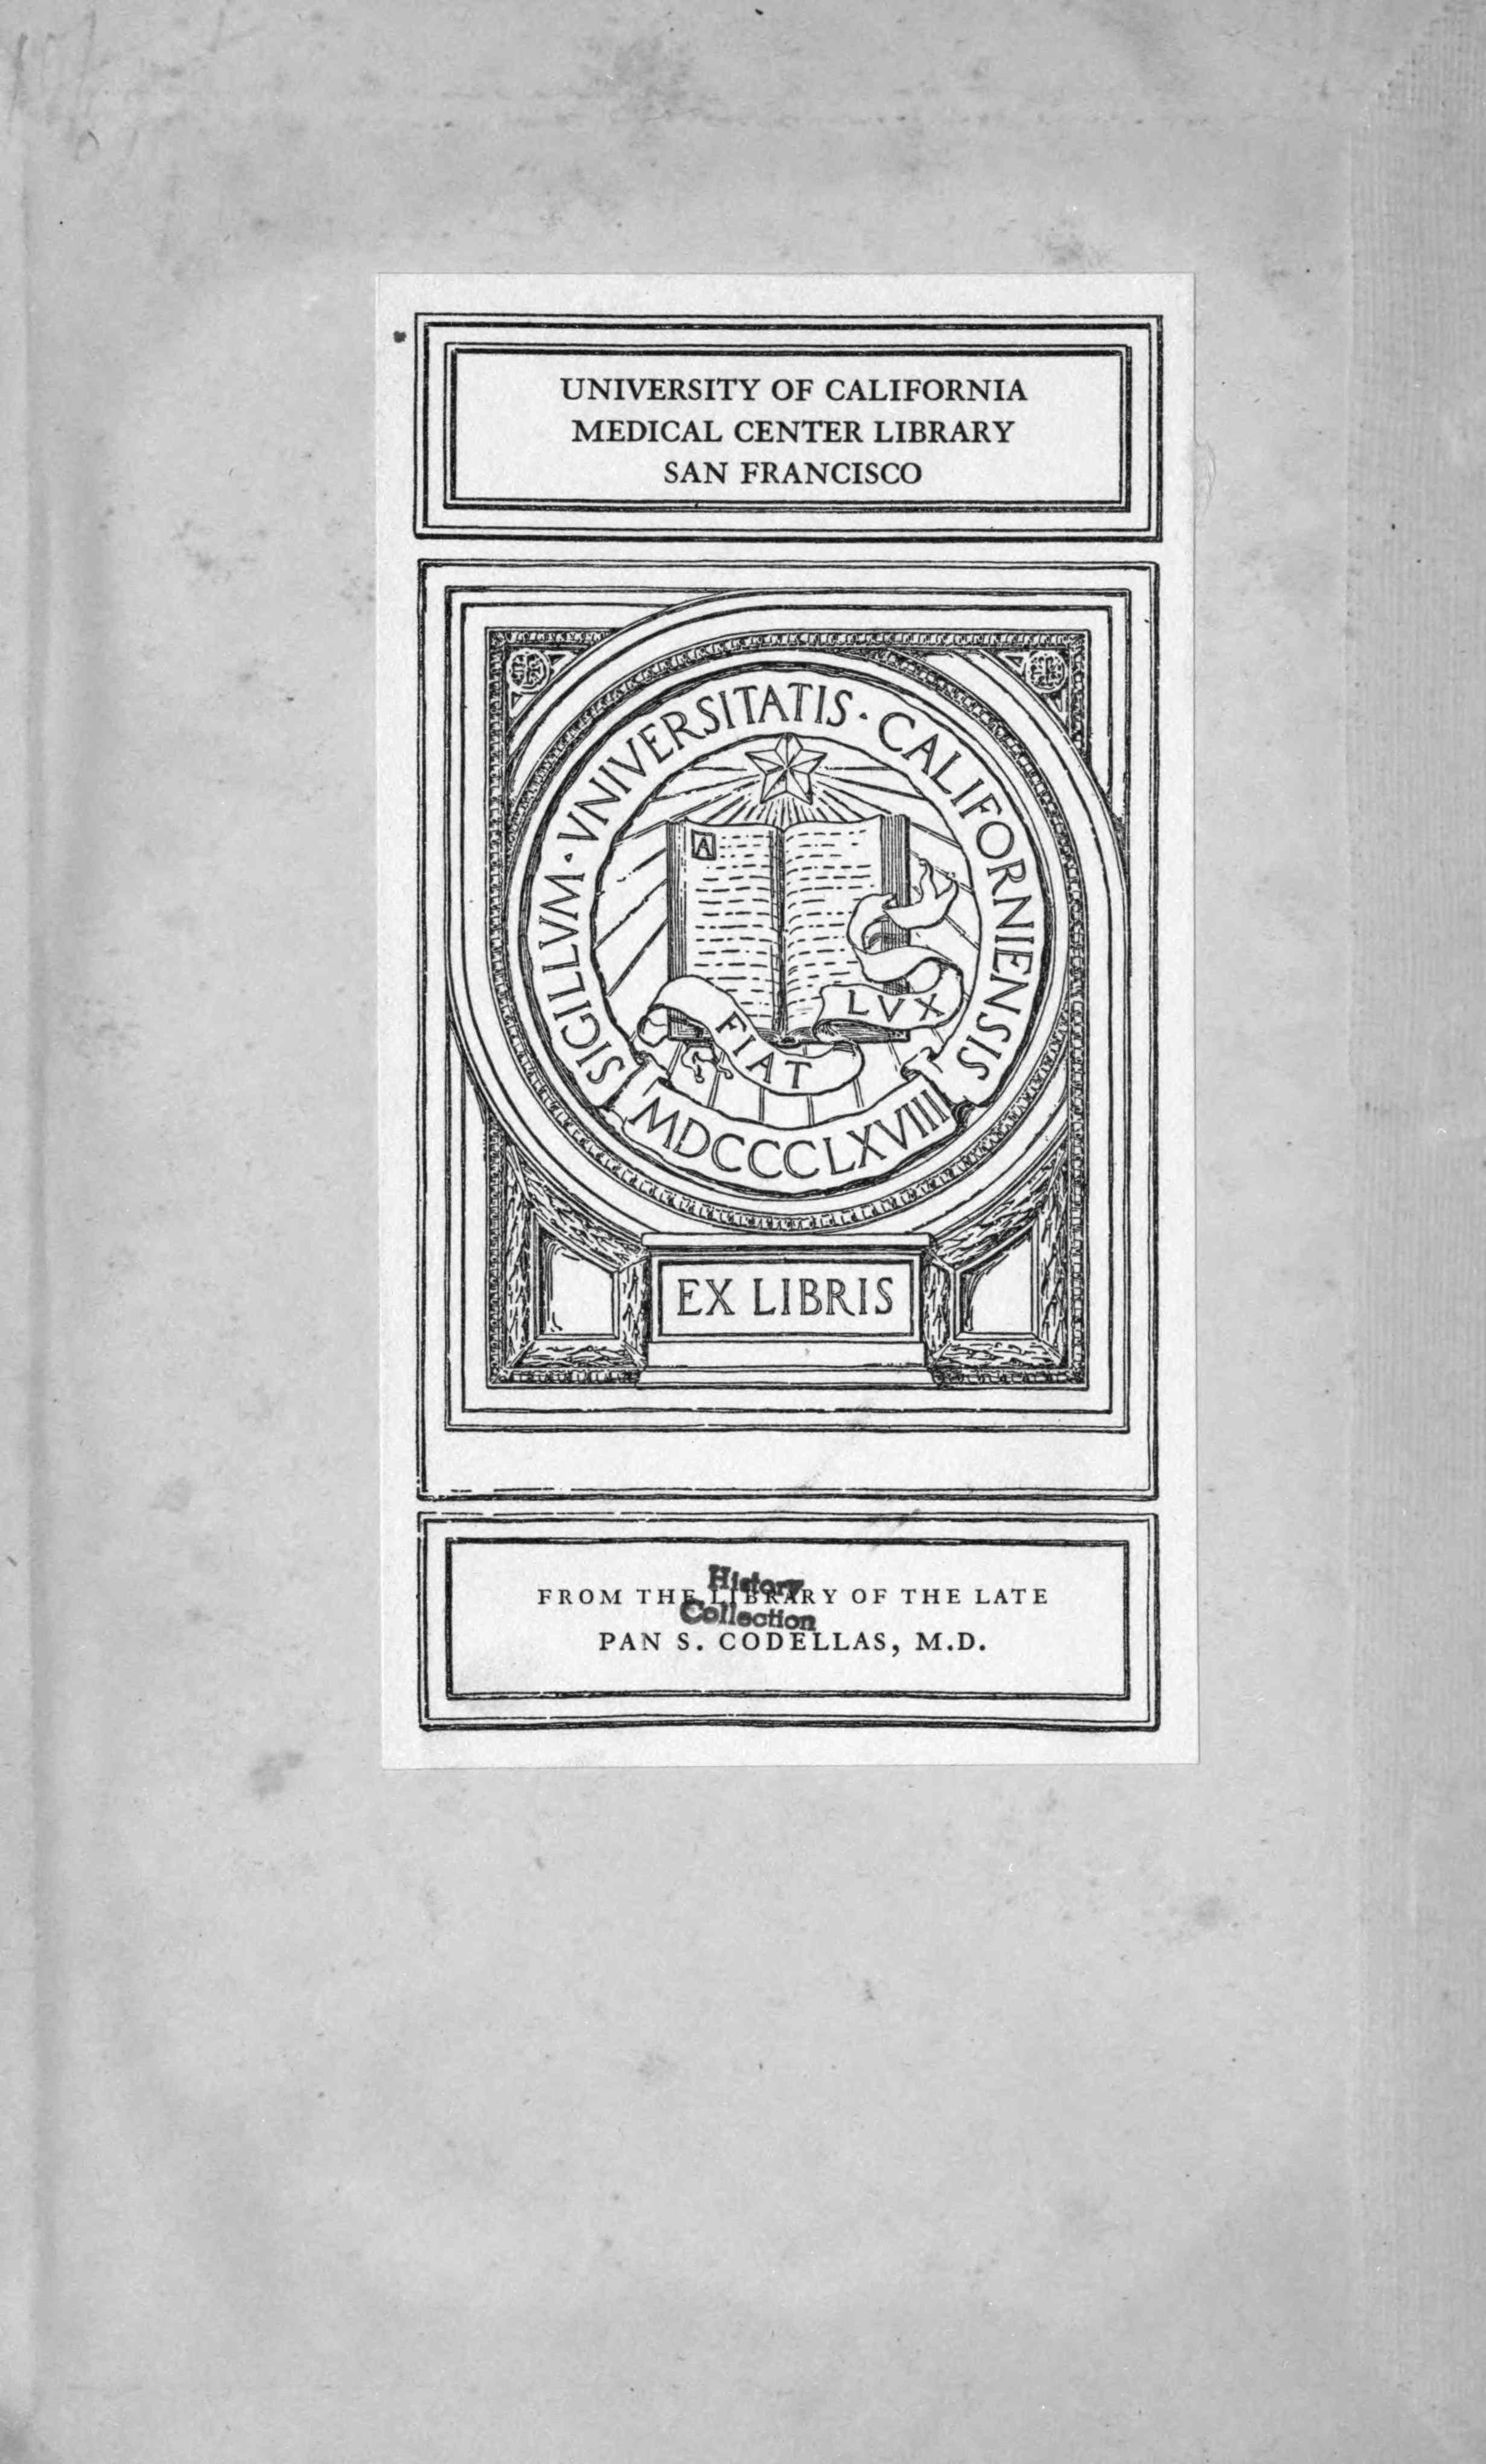 UNIVERSITY OF CALIFORNIA
MEDICAL CENTER LIBRARY
SAN FRANCISCO
SIGILLVM · VNIVERSITATIS · CALIFORNIENSIS
A
FIAT LVX
MDCCCLXVIIII
EX LIBRIS
FROM THE LIBRARY OF THE LATE
History
Collection
PAN S. CODELLAS, M.D.